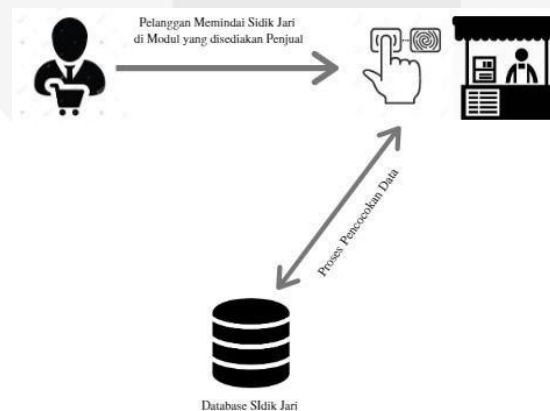 Pelanggan Memindai Sidik Jari
di Modul yang disediakan Penjual
Proses Pencocokan Data
Database SIdik Jari